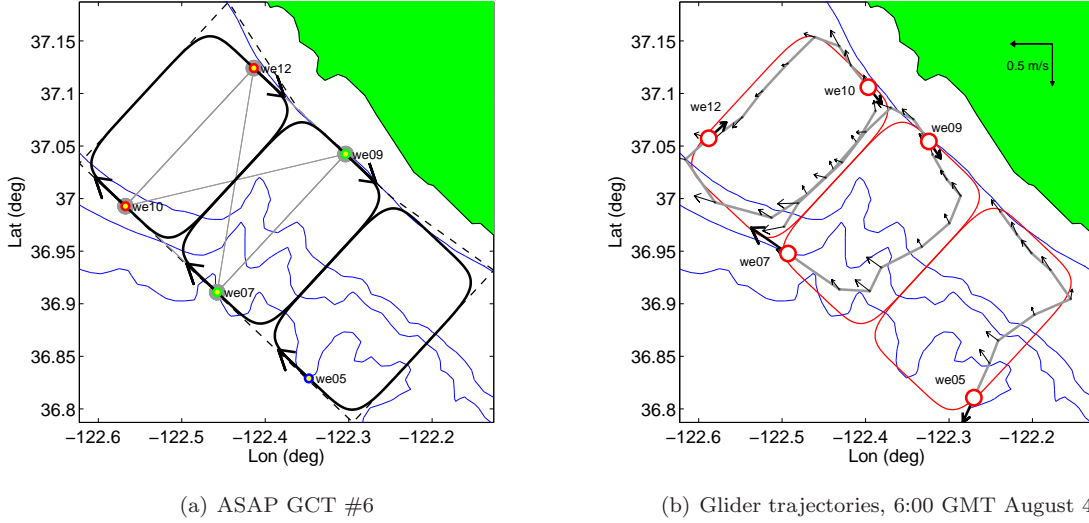 37.15
37.1
37.05
37
36.95
36.9
36.85
36.8
Lat (deg)
−122.6
−122.5
−122.4
−122.3
−122.2
Lon (deg)
we12
we09
we10
we07
we05
(a) ASAP GCT #6
37.15
37.1
37.05
37
36.95
36.9
36.85
36.8
Lat (deg)
−122.6
−122.5
−122.4
−122.3
−122.2
Lon (deg)
0.5 m/s
we10
we12
we09
we07
we05
(b) Glider trajectories, 6:00 GMT August 4